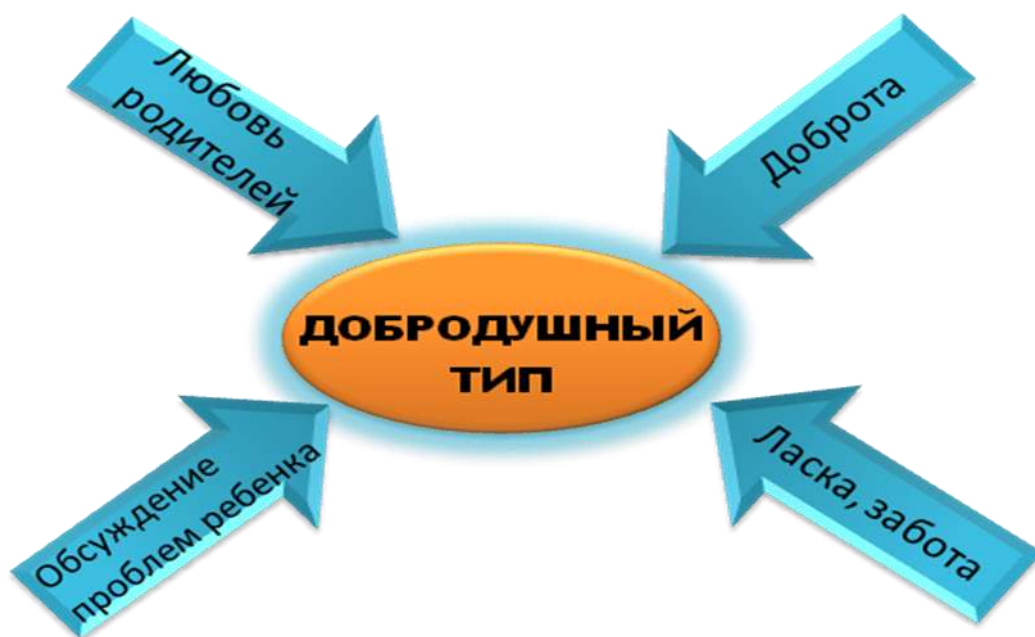 Любовь
родителей
Доброта
ДОБРОДУШНЫЙ
ТИП
Обсуждение
проблем ребенка
Ласка, забота